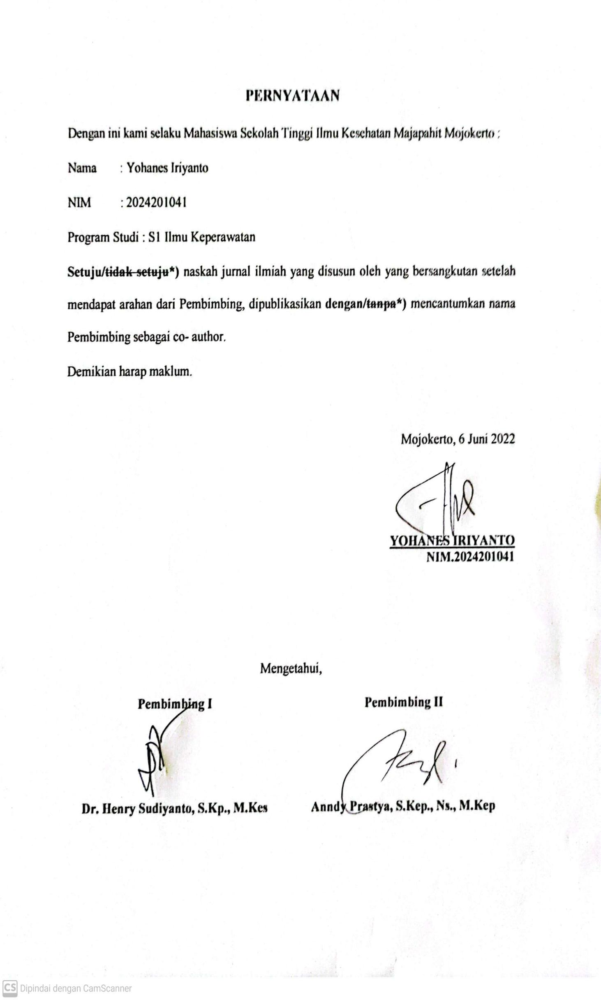 PERNYATAAN
Dengan ini kami selaku Mahasiswa Sekolah Tinggi Ilmu Kesehatan Majapahit Mojokerto :
Nama : Yohanes Iriyanto
NIM : 2024201041
Program Studi : S1 Ilmu Keperawatan
Setuju/tidak setuju*) naskah jurnal ilmiah yang disusun oleh yang bersangkutan setelah
mendapat arahan dari Pembimbing, dipublikasikan dengan/tanpa*) mencantumkan nama
Pembimbing sebagai co- author.
Demikian harap maklum.
Mojokerto, 6 Juni 2022
YOHANES IRIYANTO
NIM.2024201041
Mengetahui,
Pembimbing I Pembimbing II
Dr. Henry Sudiyanto, S.Kp., M.Kes Anndy Prastya, S.Kep., Ns., M.Kep
CS Dipindai dengan CamScanner